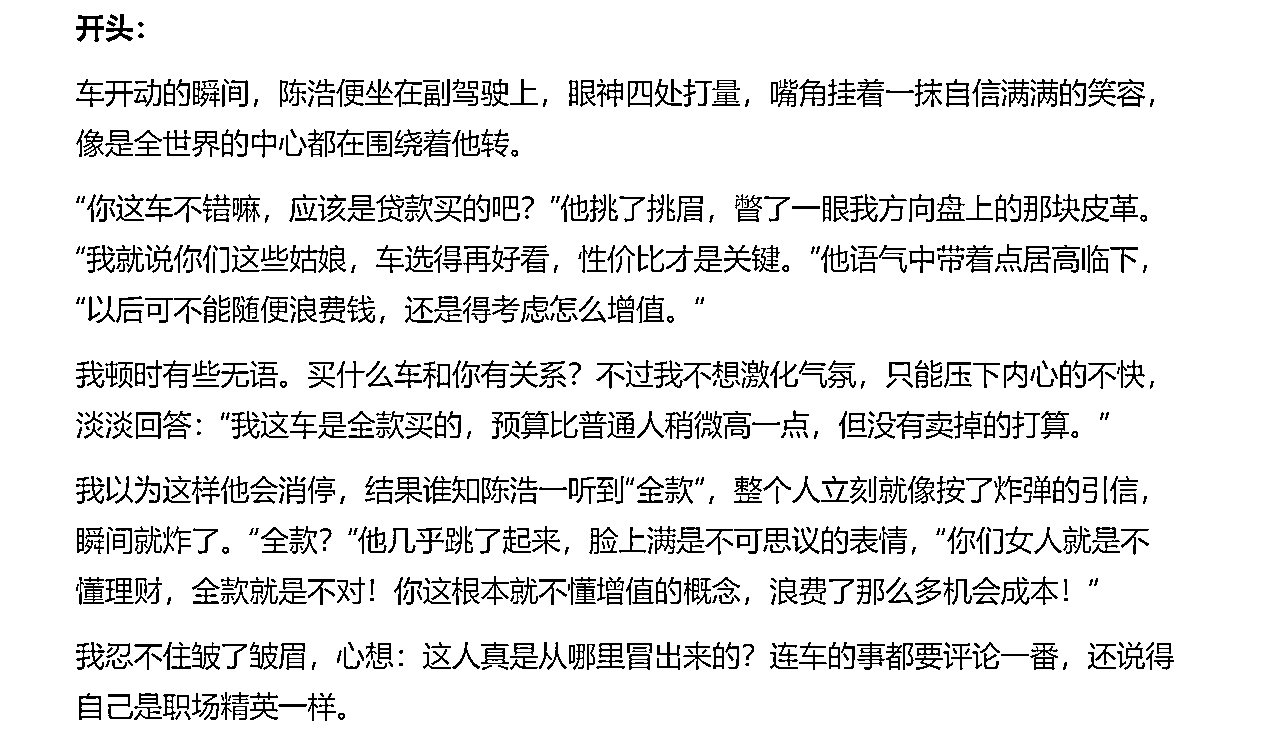 开头：
车开动的瞬间，陈浩便坐在副驾驶上，眼神四处打量，嘴角挂着一抹自信满满的笑容，
像是全世界的中心都在围绕着他转。
“你这车不错嘛，应该是贷款买的吧？”他挑了挑眉，瞥了一眼我方向盘上的那块皮革。
“我就说你们这些姑娘，车选得再好看，性价比才是关键。”他语气中带着点居高临下，
“以后可不能随便浪费钱，还是得考虑怎么增值。“
我顿时有些无语。买什么车和你有关系？不过我不想激化气氛，只能压下内心的不快，
淡淡回答：“我这车是全款买的，预算比普通人稍微高一点，但没有卖掉的打算。”
我以为这样他会消停，结果谁知陈浩一听到“全款”，整个人立刻就像按了炸弹的引信，
瞬间就炸了。“全款？“他几乎跳了起来，脸上满是不可思议的表情，“你们女人就是不
懂理财，全款就是不对！你这根本就不懂增值的概念，浪费了那么多机会成本！”
我忍不住皱了皱眉，心想：这人真是从哪里冒出来的？连车的事都要评论一番，还说得
自己是职场精英一样。